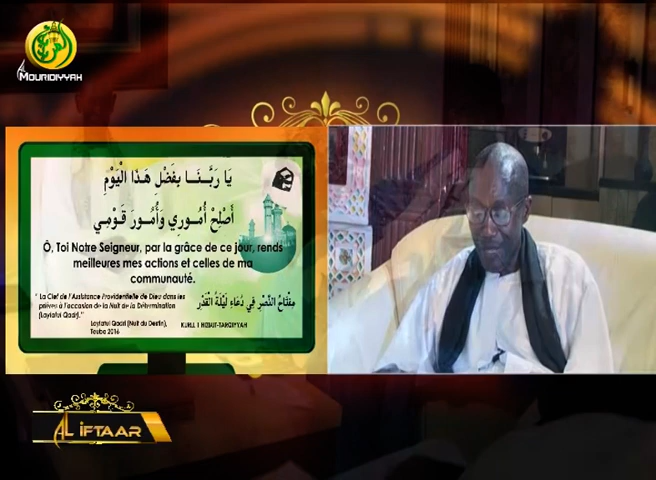 AL
MOURIDIYYAH
يَا رَبَّنَــا بِفَضْلِ هَذَا الْيَوْمِ
أَصْلِحْ أُمُورِي وَأُمُورَ قَوْمِي
Ô, Toi Notre Seigneur, par la grâce de ce jour, rends
meilleures mes actions et celles de ma
communauté.
" La Clef de l'Assistance Providentielle de Dieu dans les
prières à l'occasion de la Nuit de la Détermination
(Laylatul Qadr)."
مِفْتَاحُ النَّصْرِ فِي دُعَاءِ لَيْلَةِ الْقَدْرِ
Laylatul Qadri (Nuit du Destin),
Touba 2016
KUREL 1 HIZBUT-TARQIYYAH
AL IFTAAR